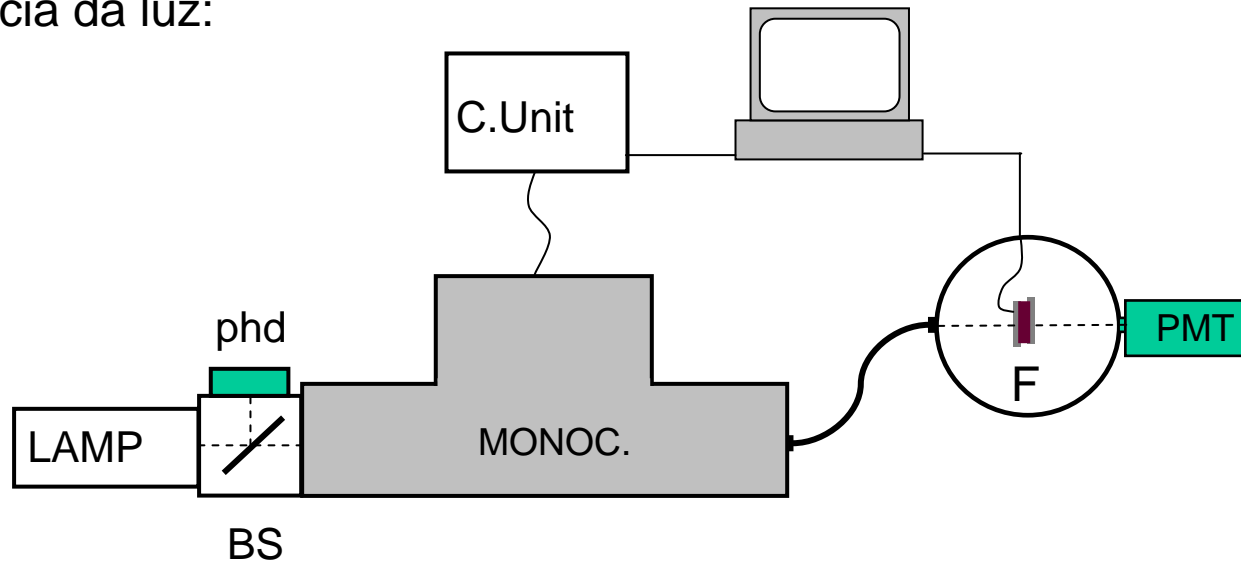 cia da luz:
C.Unit
phd
PMT
F
LAMP
MONOC.
BS